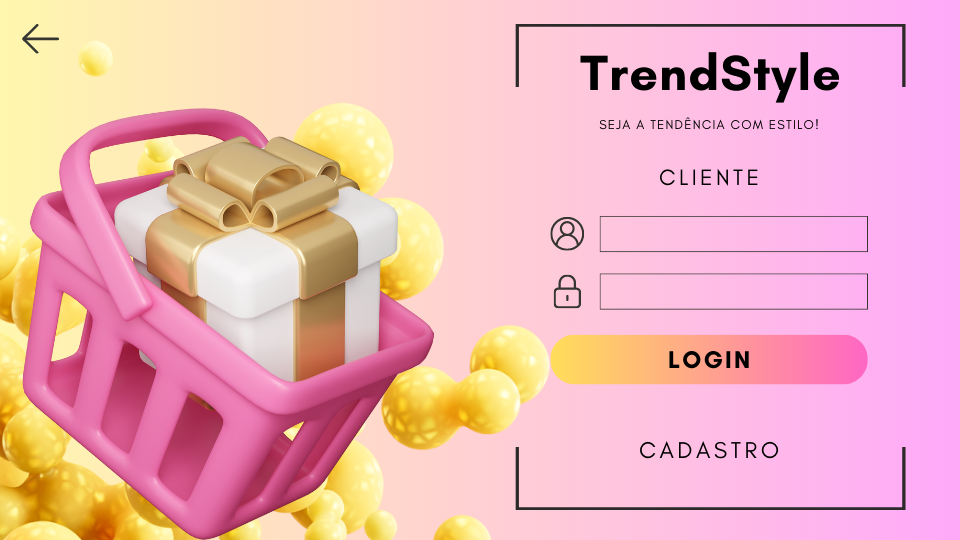 TrendStyle
SEJA A TENDÊNCIA COM ESTILO!
CLIENTE
LOGIN
CADASTRO